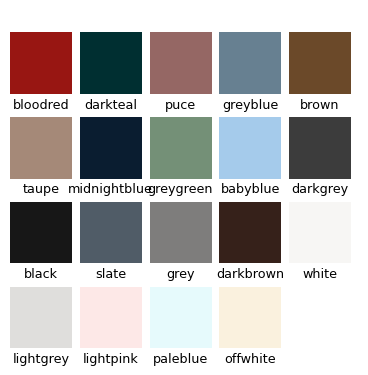 bloodred darkteal puce greyblue brown
taupe midnightblue greygreen babyblue darkgrey
black slate grey darkbrown white
lightgrey lightpink paleblue offwhite